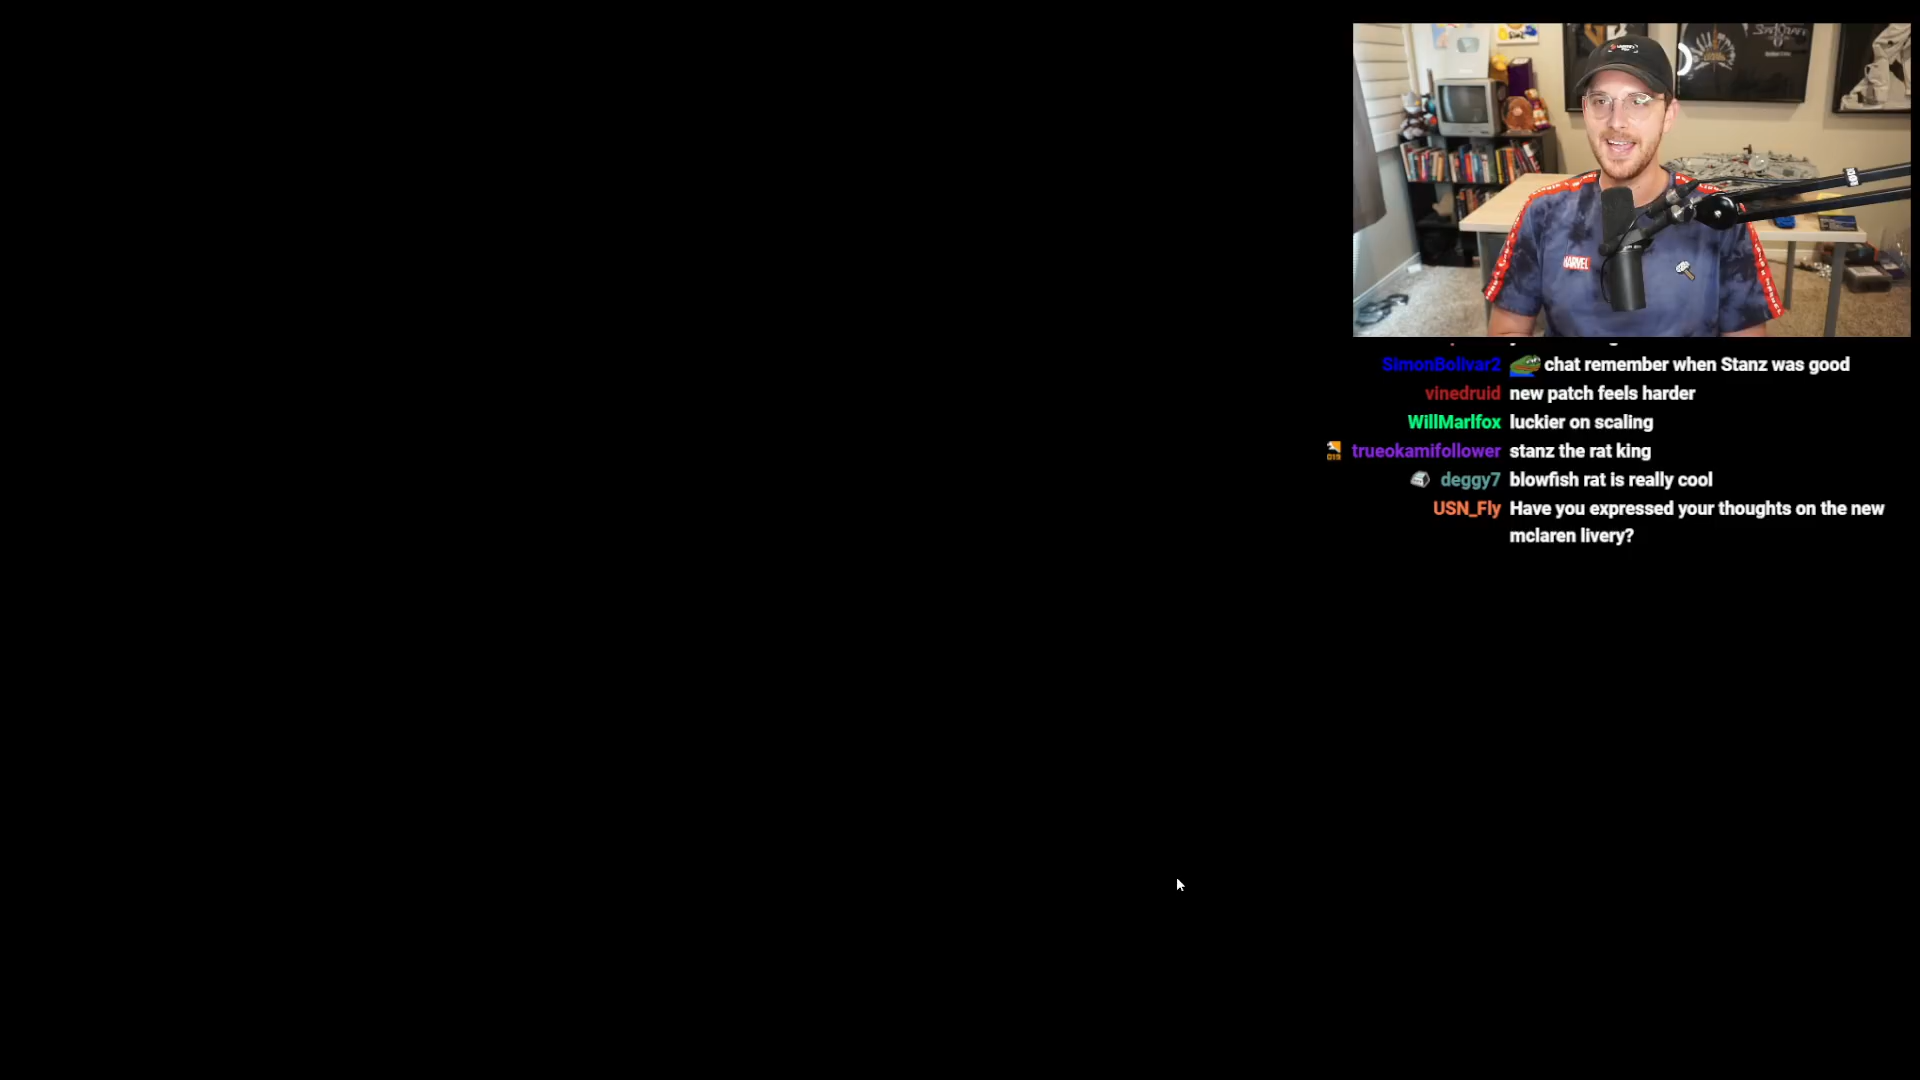 MARVEL
SimonBolivar2 chat remember when Stanz was good
vinedruid new patch feels harder
WillMarlfox luckier on scaling
trueokamifollower stanz the rat king
deggy7 blowfish rat is really cool
USN_Fly Have you expressed your thoughts on the new
mclaren livery?